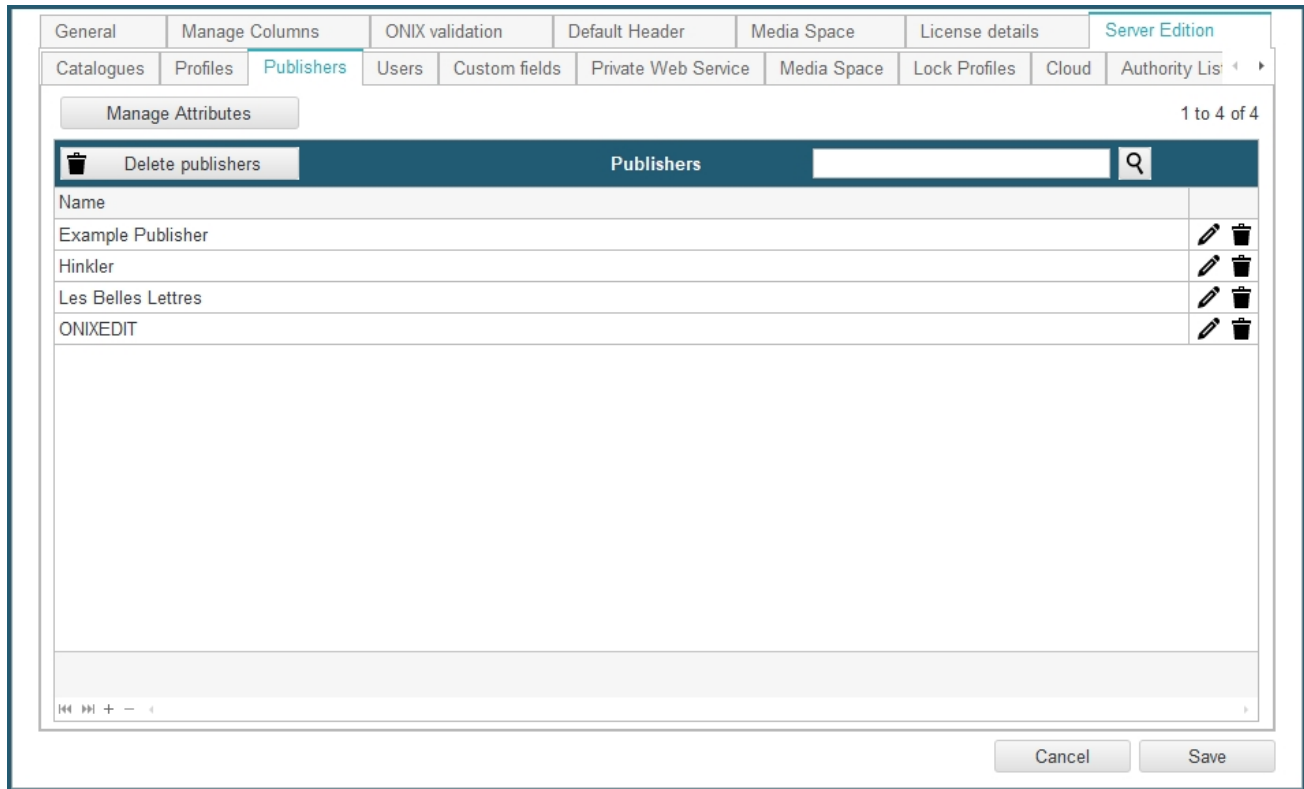 General Manage Columns ONIX validation Default Header Media Space License details Server Edition
Catalogues Profiles Publishers Users Custom fields Private Web Service Media Space Lock Profiles Cloud Authority Lis
Manage Attributes 1 to 4 of 4
Delete publishers Publishers
Name
Example Publisher
Hinkler
Les Belles Lettres
ONIXEDIT
Cancel Save